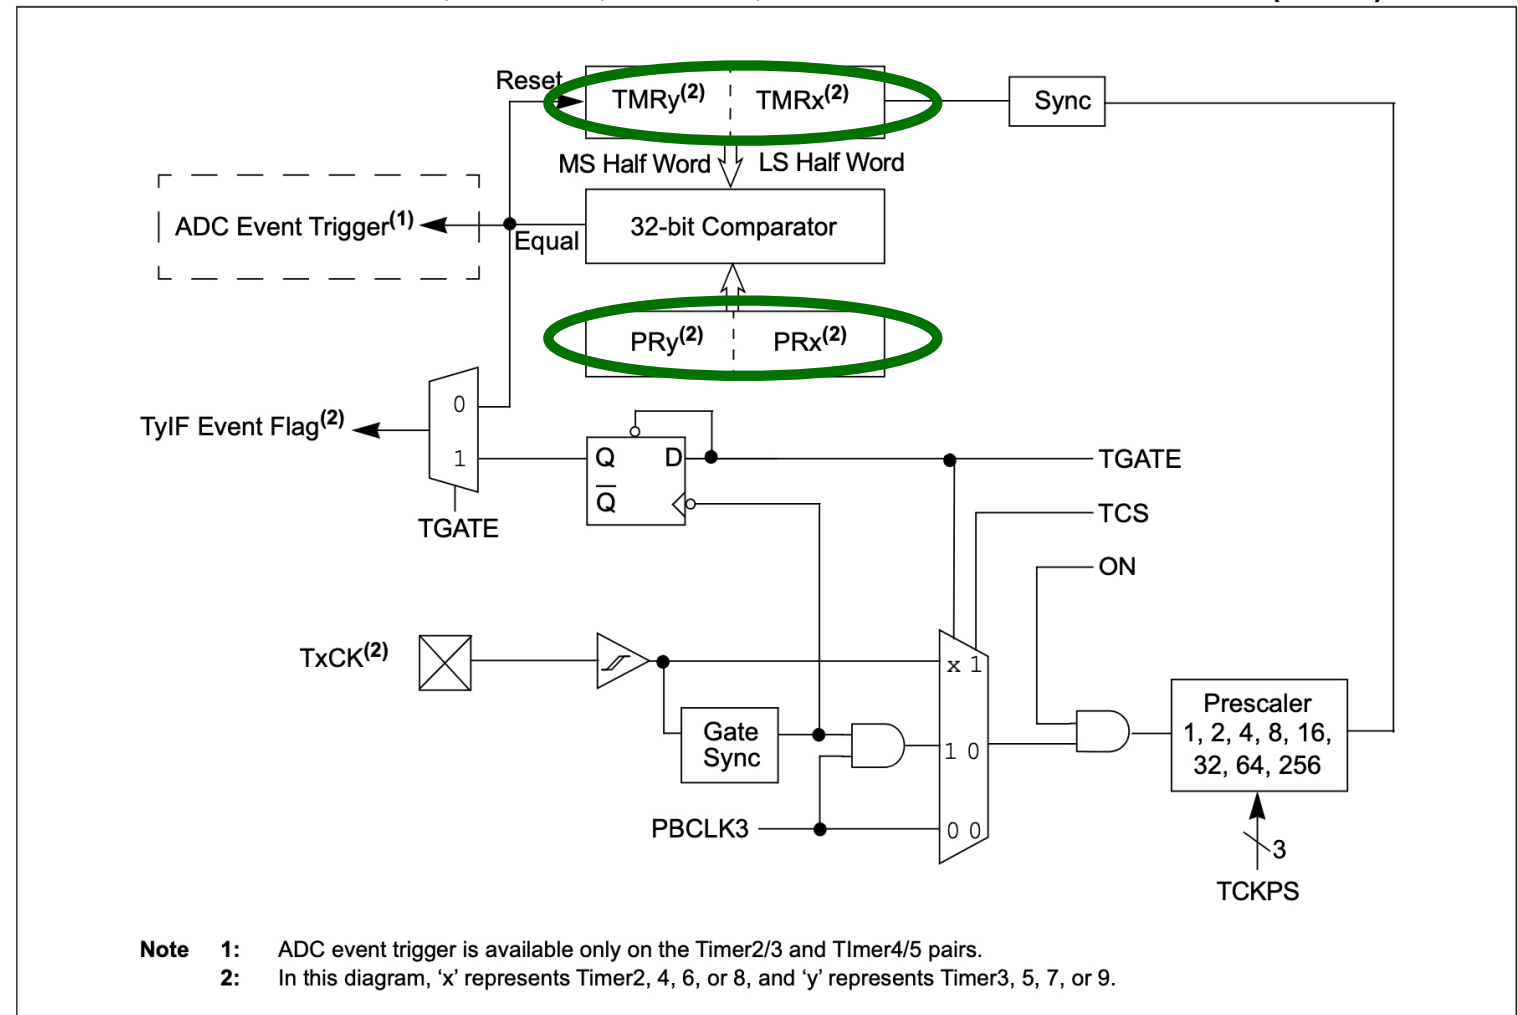 Reset
TMRy(2) TMRx(2)
Sync
MS Half Word LS Half Word
ADC Event Trigger(1)
32-bit Comparator
Equal
PRy(2) PRx(2)
0
TyIF Event Flag(2)
1
Q D
TGATE
Q
TCS
TGATE
ON
TxCK(2)
x 1
Prescaler
1, 2, 4, 8, 16,
32, 64, 256
Gate
Sync
1 0
PBCLK3
0 0
3
TCKPS
Note 1: ADC event trigger is available only on the Timer2/3 and TImer4/5 pairs.
2: In this diagram, ‘x’ represents Timer2, 4, 6, or 8, and ‘y’ represents Timer3, 5, 7, or 9.